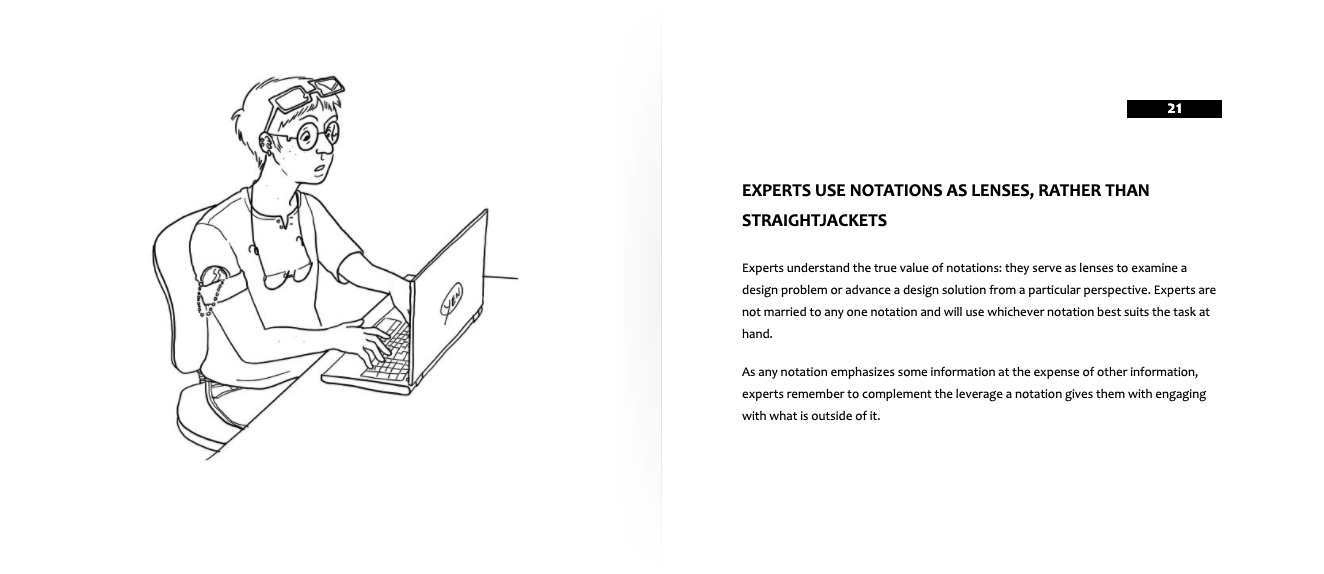 YEN
21
EXPERTS USE NOTATIONS AS LENSES, RATHER THAN
STRAIGHTJACKETS
Experts understand the true value of notations: they serve as lenses to examine a
design problem or advance a design solution from a particular perspective. Experts are
not married to any one notation and will use whichever notation best suits the task at
hand.
As any notation emphasizes some information at the expense of other information,
experts remember to complement the leverage a notation gives them with engaging
with what is outside of it.